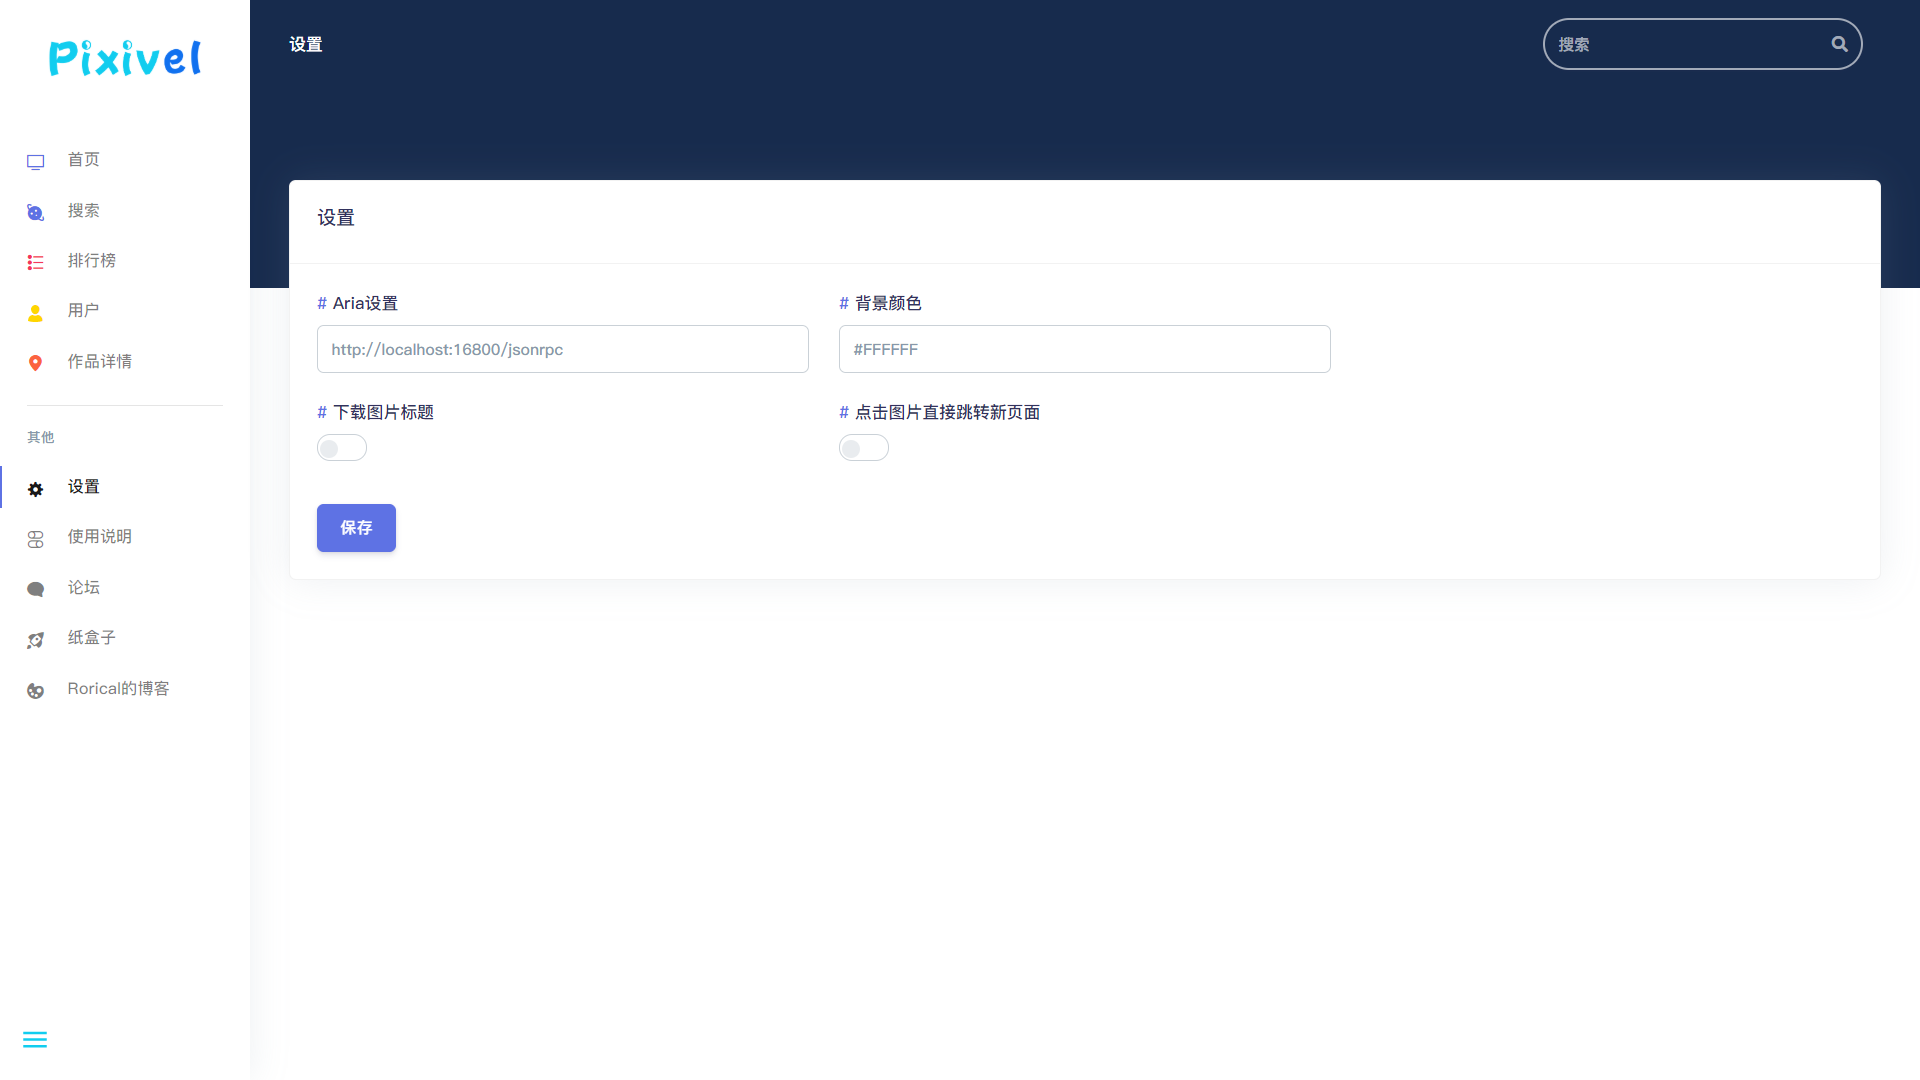 Pixivel
首页
搜索
排行榜
用户
作品详情
其他
设置
使用说明
论坛
纸盒子
Rorical的博客
设置
搜索
设置
# Aria设置
http://localhost:16800/jsonrpc
# 背景颜色
#FFFFFF
# 下载图片标题
# 点击图片直接跳转新页面
保存